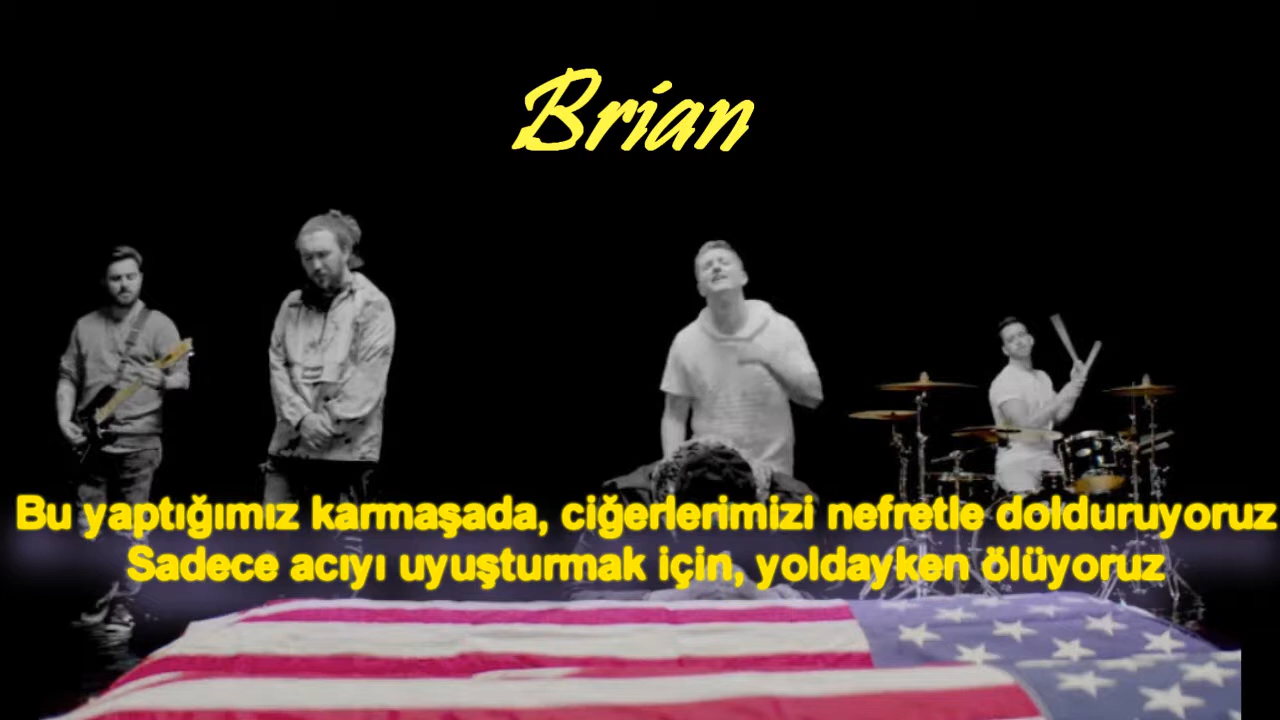 Brian
Bu yaptığımız karmaşada, ciğerlerimizi nefretle dolduruyoruz
Sadece acıyı uyuşturmak için, yoldayken ölüyoruz